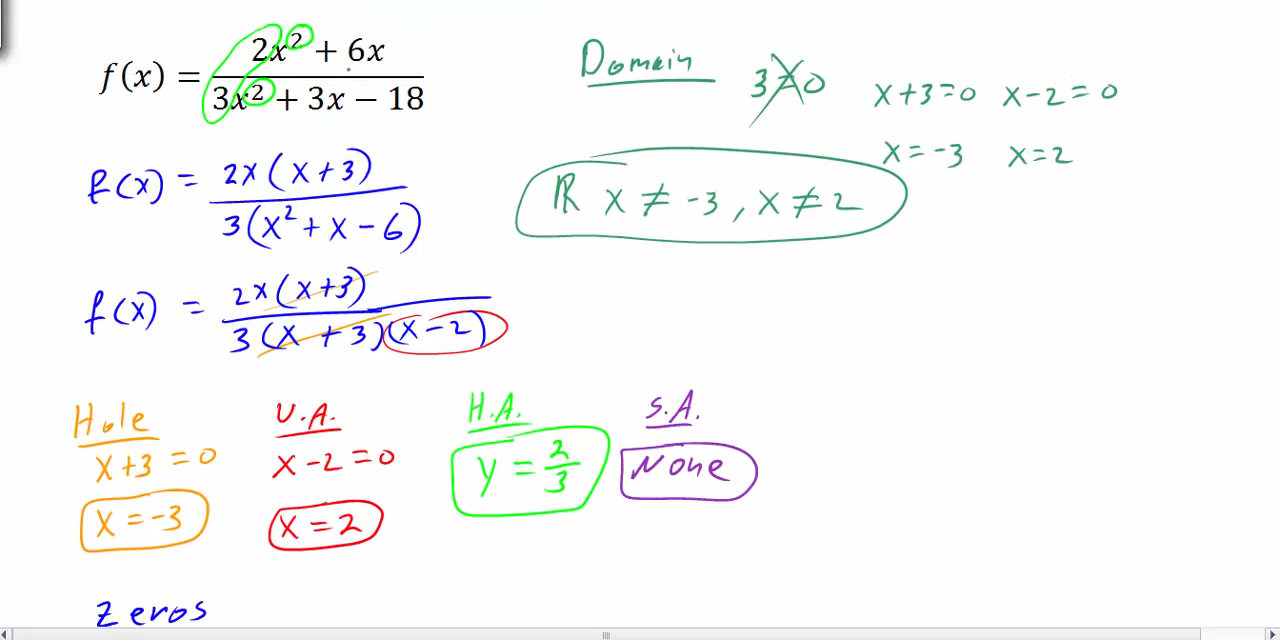 f(x) = (2x² + 6x)/(3x² + 3x − 18)
Domain
3 ≠ 0 x+3=0 x-2=0
x=-3 x=2
ℝ x ≠ -3, x ≠ 2
f(x) = 2x(x+3)/3(x²+x-6)
f(x) = 2x(x+3)/3(x+3)(x-2)
Hole V.A. H.A. S.A.
x+3=0 x-2=0 y = 2/3 None
x=-3 x=2
Zeros